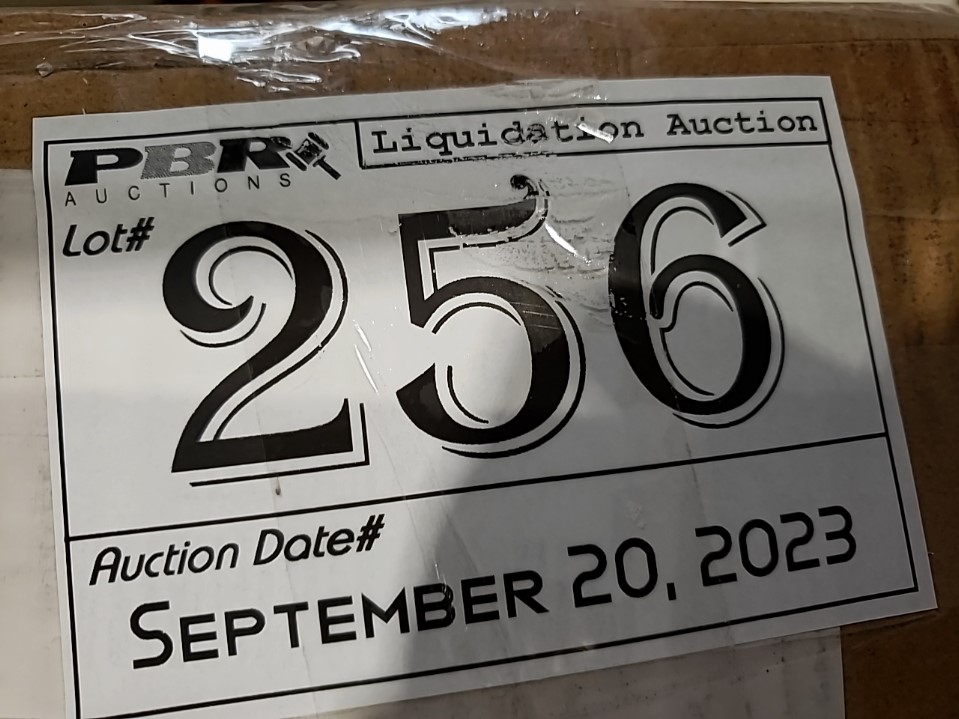 PBR
AUCTIONS
Liquidation Auction
Lot#
256
Auction Date#
SEPTEMBER 20, 2023